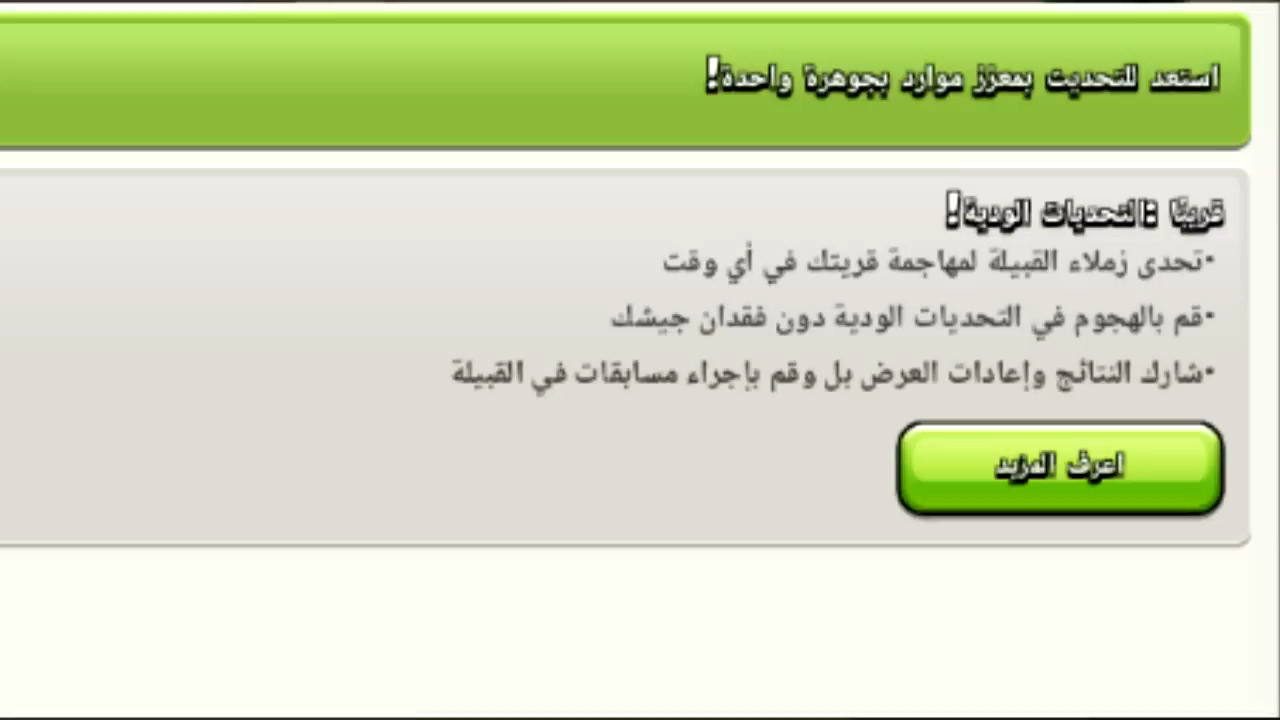 استعد للتحديث بمعزز موارد بجوهرة واحدة!
قريبًا :التحديات الودية!
•تحدى زملاء القبيلة لمهاجمة قريتك في أي وقت
•قم بالهجوم في التحديات الودية دون فقدان جيشك
•شارك النتائج وإعادات العرض بل وقم بإجراء مسابقات في القبيلة
اعرف المزيد